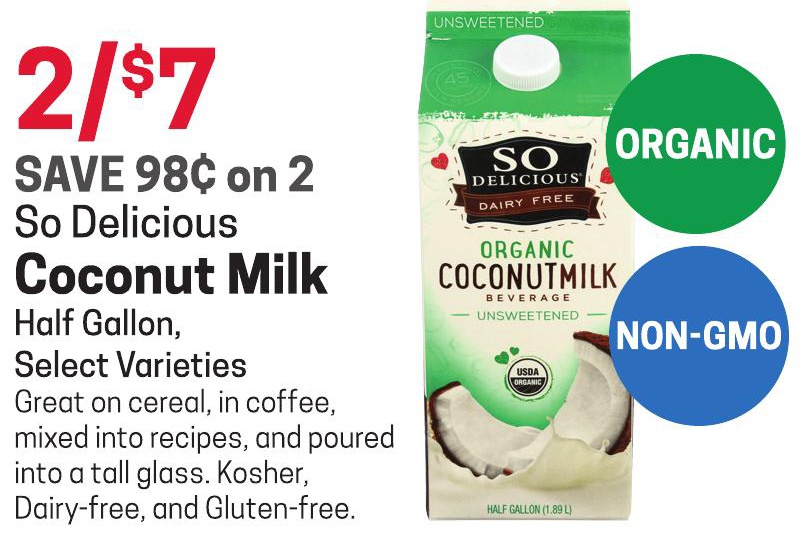 2/$7
SAVE 98¢ on 2
So Delicious
Coconut Milk
Half Gallon,
Select Varieties
Great on cereal, in coffee,
mixed into recipes, and poured
into a tall glass. Kosher,
Dairy-free, and Gluten-free.
UNSWEETENED
45
SO
DELICIOUS®
DAIRY FREE
ORGANIC
COCONUTMILK
BEVERAGE
UNSWEETENED
USDA
ORGANIC
HALF GALLON (1.89 L)
ORGANIC
NON-GMO